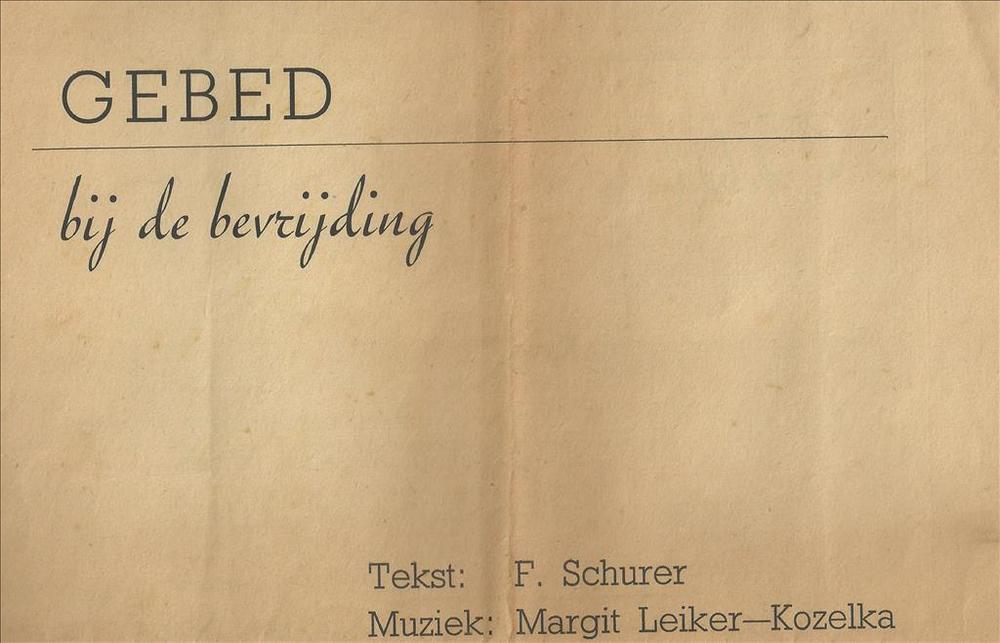 GEBED
bij de bevrijding
Tekst: F. Schurer
Muziek: Margit Leiker—Kozelka